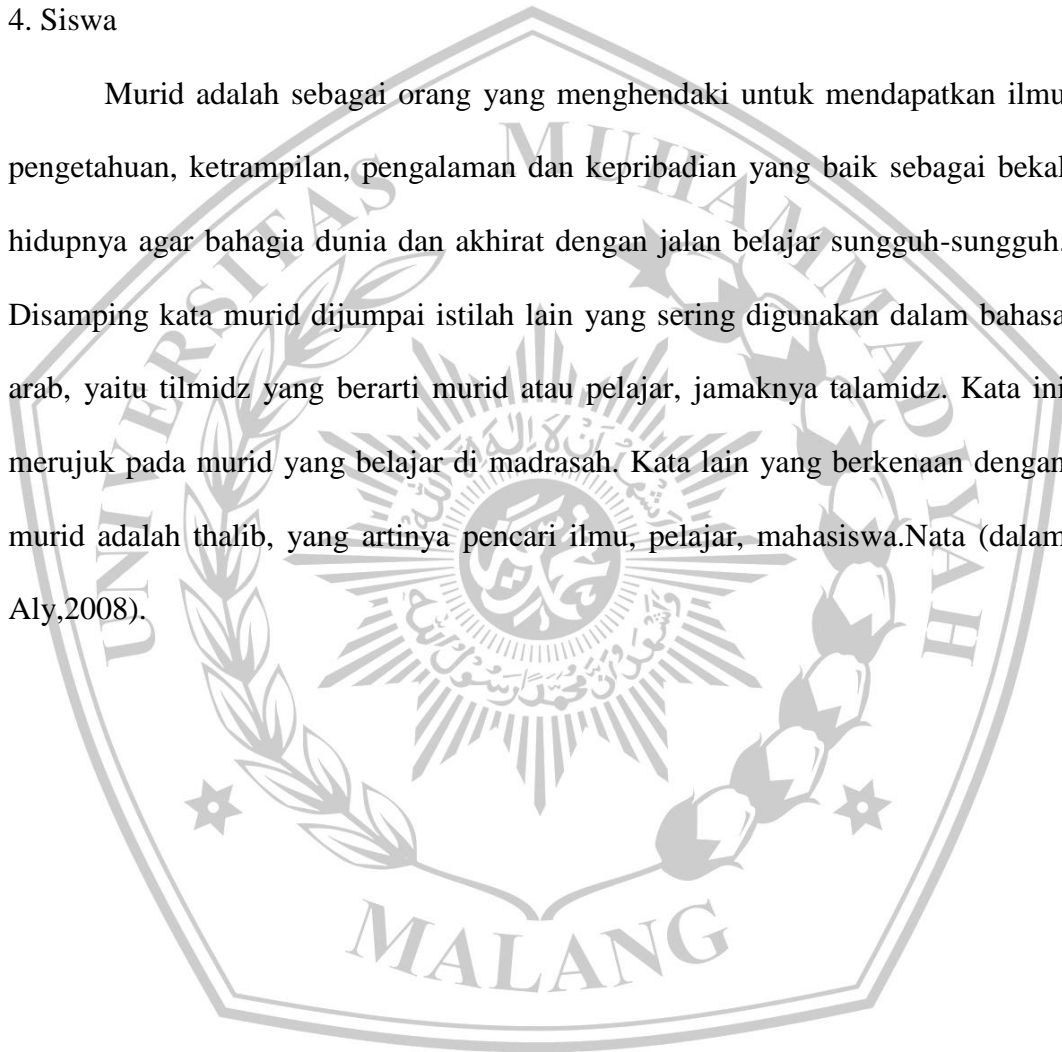 4. Siswa
Murid adalah sebagai orang yang menghendaki untuk mendapatkan ilmu
pengetahuan, ketrampilan, pengalaman dan kepribadian yang baik sebagai bekal
hidupnya agar bahagia dunia dan akhirat dengan jalan belajar sungguh-sungguh.
Disamping kata murid dijumpai istilah lain yang sering digunakan dalam bahasa
arab, yaitu tilmidz yang berarti murid atau pelajar, jamaknya talamidz. Kata ini
merujuk pada murid yang belajar di madrasah. Kata lain yang berkenaan dengan
murid adalah thalib, yang artinya pencari ilmu, pelajar, mahasiswa.Nata (dalam
Aly,2008).
UNIVERSITAS MUHAMMADIYAH
MALANG